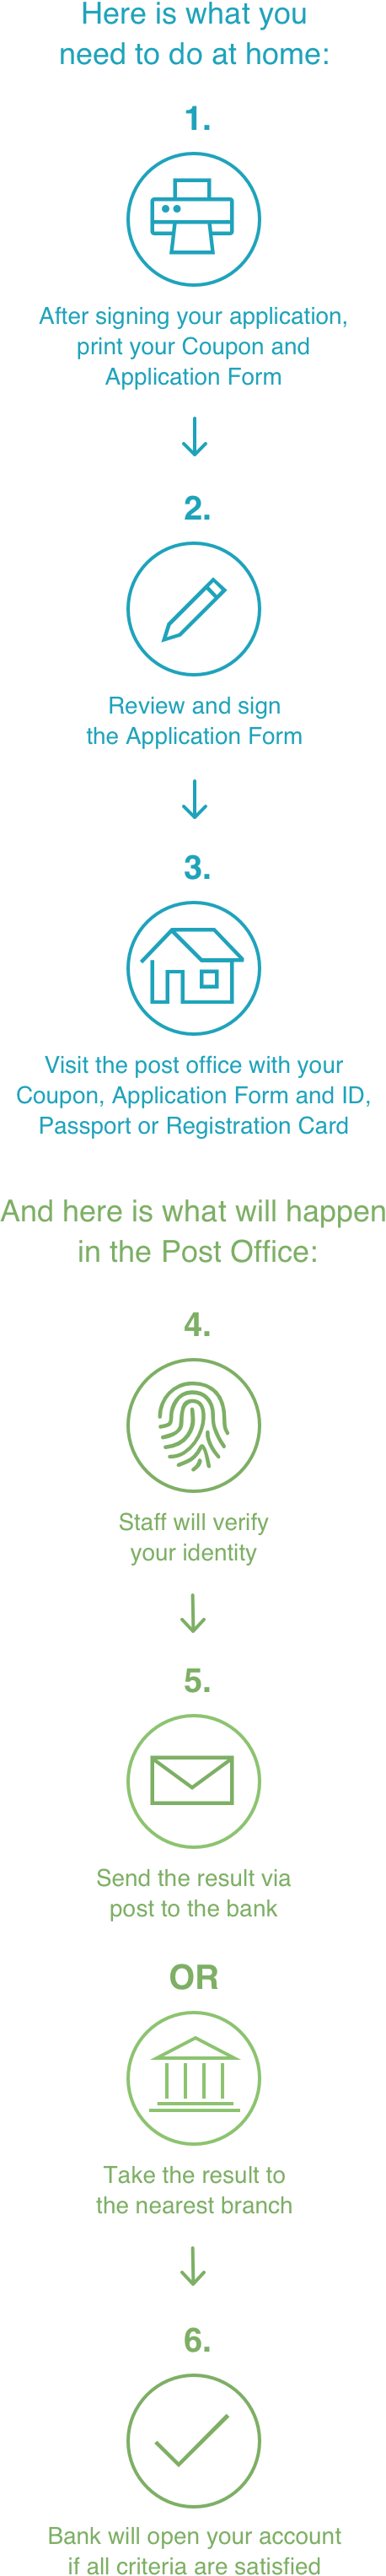 Here is what you
need to do at home:
1.
After signing your application,
print your Coupon and
Application Form
2.
Review and sign
the Application Form
3.
Visit the post office with your
Coupon, Application Form and ID,
Passport or Registration Card
And here is what will happen
in the Post Office:
4.
Staff will verify
your identity
5.
Send the result via
post to the bank
OR
Take the result to
the nearest branch
6.
Bank will open your account
if all criteria are satisfied